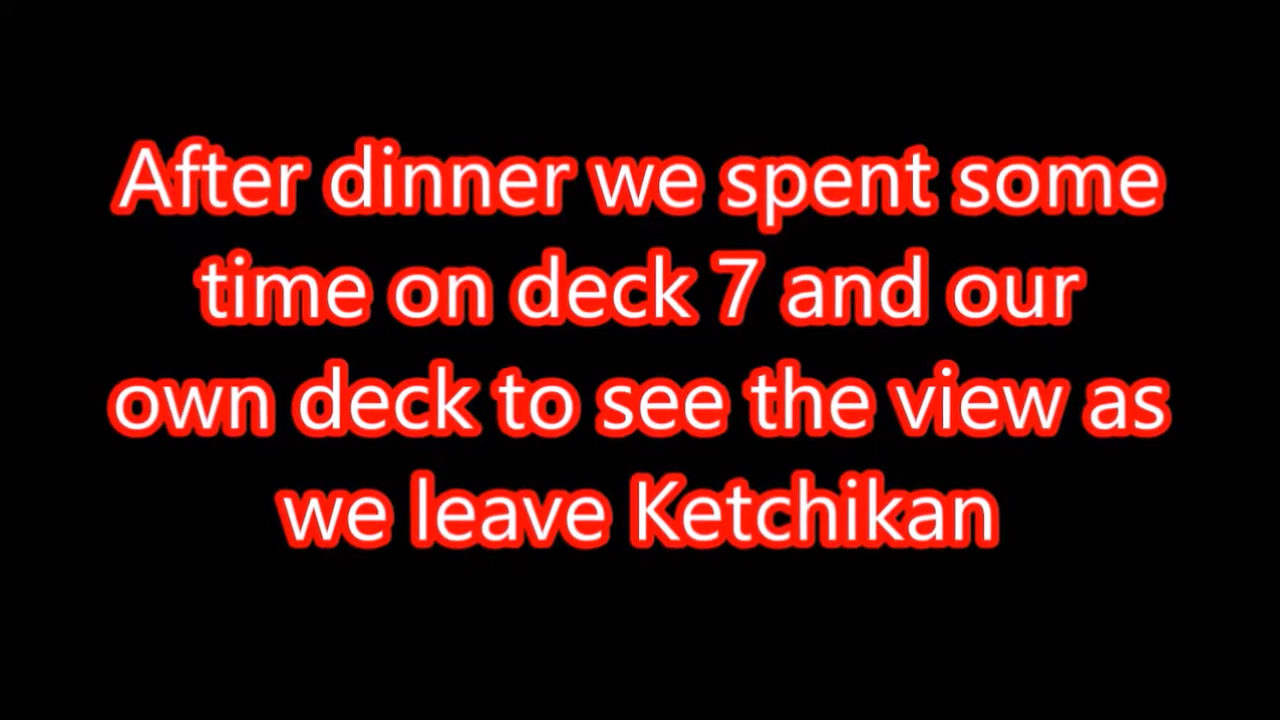 After dinner we spent some
time on deck 7 and our
own deck to see the view as
we leave Ketchikan